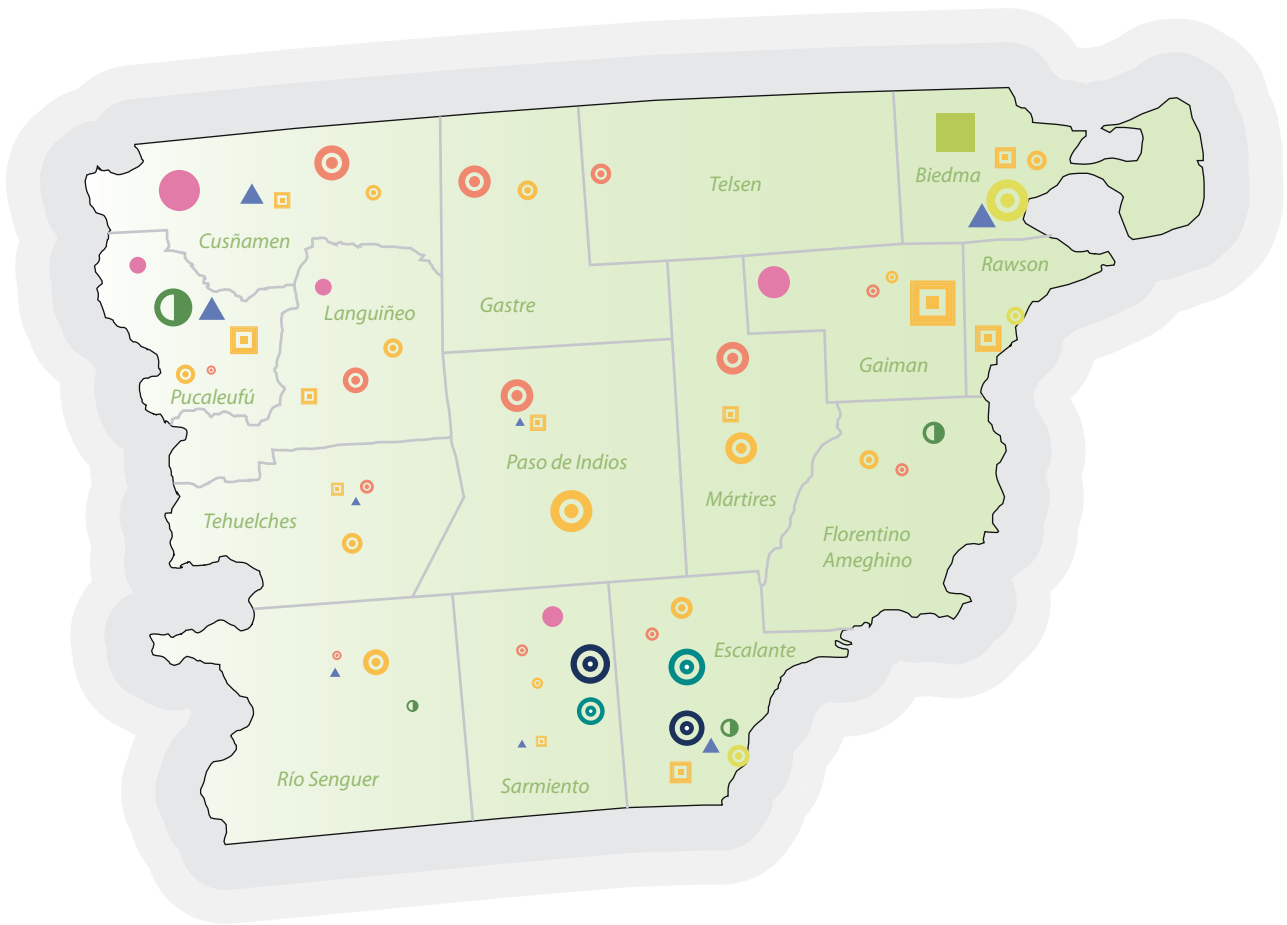 Telsen
Biedma
Cusñamen
Rawson
Languiñeo
Gastre
Gaiman
Pucaleufú
Paso de Indios
Mártires
Tehuelches
Florentino
Ameghino
Escalante
Río Senguer
Sarmiento